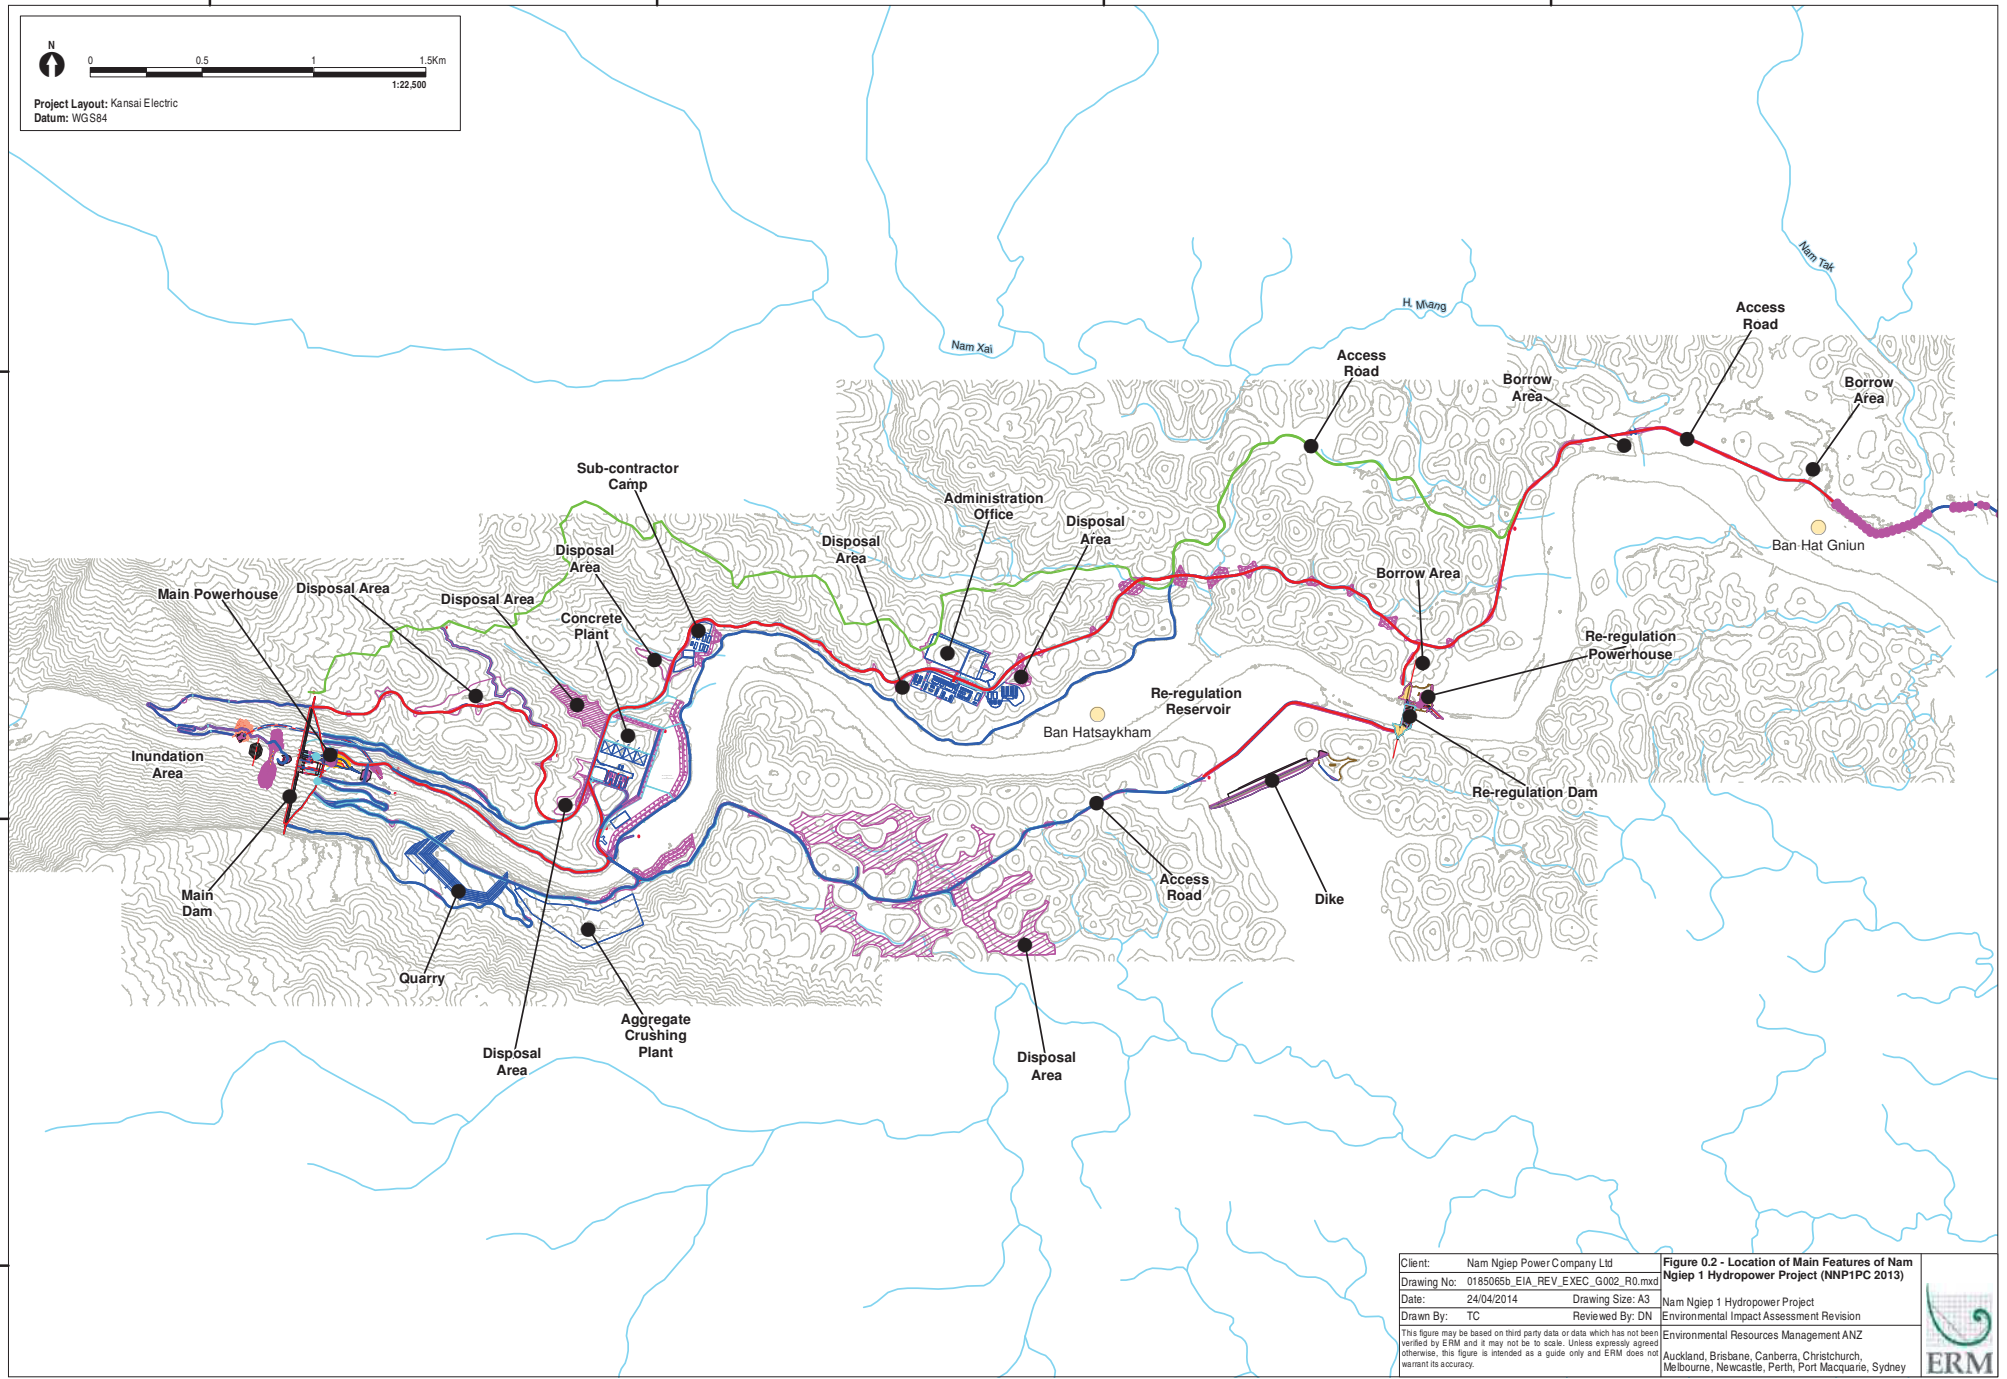 N
0 0.5 1 1.5Km
1:22,500
Project Layout: Kansai Electric
Datum: WGS84
Nam Tak
H. Miang
Nam Xai
Access
Road
Access
Road
Borrow
Area
Borrow
Area
Sub-contractor
Camp
Administration
Office
Disposal
Area
Disposal
Area
Disposal
Area
Ban Hat Gniun
Borrow Area
Main Powerhouse
Disposal Area
Disposal Area
Concrete
Plant
Re-regulation
Powerhouse
Re-regulation
Reservoir
Ban Hatsaykham
Inundation
Area
Re-regulation Dam
Main
Dam
Access
Road
Dike
Quarry
Aggregate
Crushing
Plant
Disposal
Area
Disposal
Area
Client: Nam Ngiep Power Company Ltd
Drawing No: 0185065b_EIA_REV_EXEC_G002_R0.mxd
Date: 24/04/2014 Drawing Size: A3
Drawn By: TC Reviewed By: DN
This figure may be based on third party data or data which has not been
verified by ERM and it may not be to scale. Unless expressly agreed
otherwise, this figure is intended as a guide only and ERM does not
warrant its accuracy.
Figure 0.2 - Location of Main Features of Nam
Ngiep 1 Hydropower Project (NNP1PC 2013)
Nam Ngiep 1 Hydropower Project
Environmental Impact Assessment Revision
Environmental Resources Management ANZ
Auckland, Brisbane, Canberra, Christchurch,
Melbourne, Newcastle, Perth, Port Macquarie, Sydney
ERM